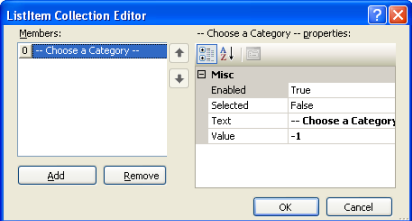 ListItem Collection Editor
Members:
0 -- Choose a Category --
-- Choose a Category -- properties:
Misc
Enabled True
Selected False
Text -- Choose a Category
Value -1
Add Remove
OK Cancel